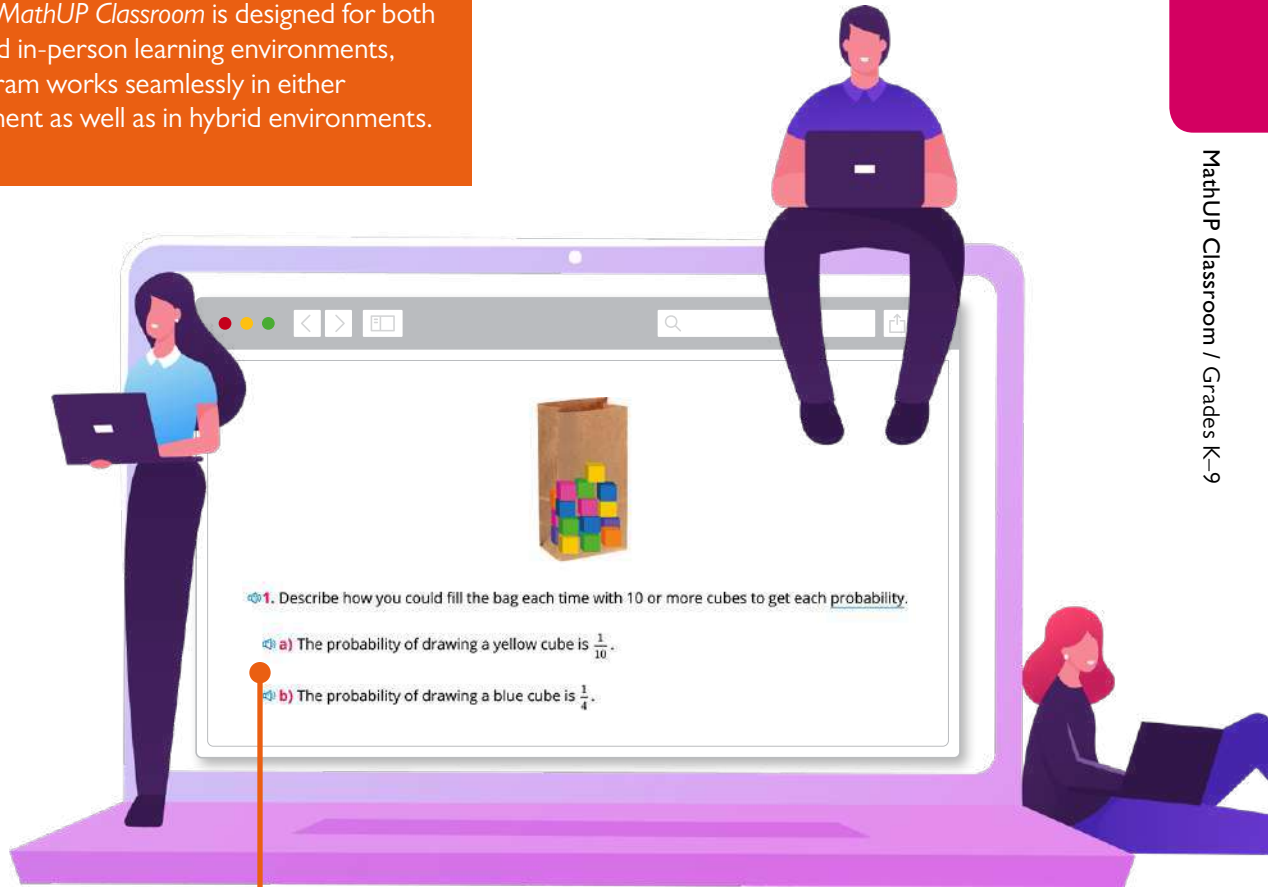 MathUP Classroom is designed for both
in-person learning environments,
works seamlessly in either
as well as in hybrid environments.
MathUP Classroom / Grades K–9
1. Describe how you could fill the bag each time with 10 or more cubes to get each probability.
a) The probability of drawing a yellow cube is 1/10.
b) The probability of drawing a blue cube is 1/4.